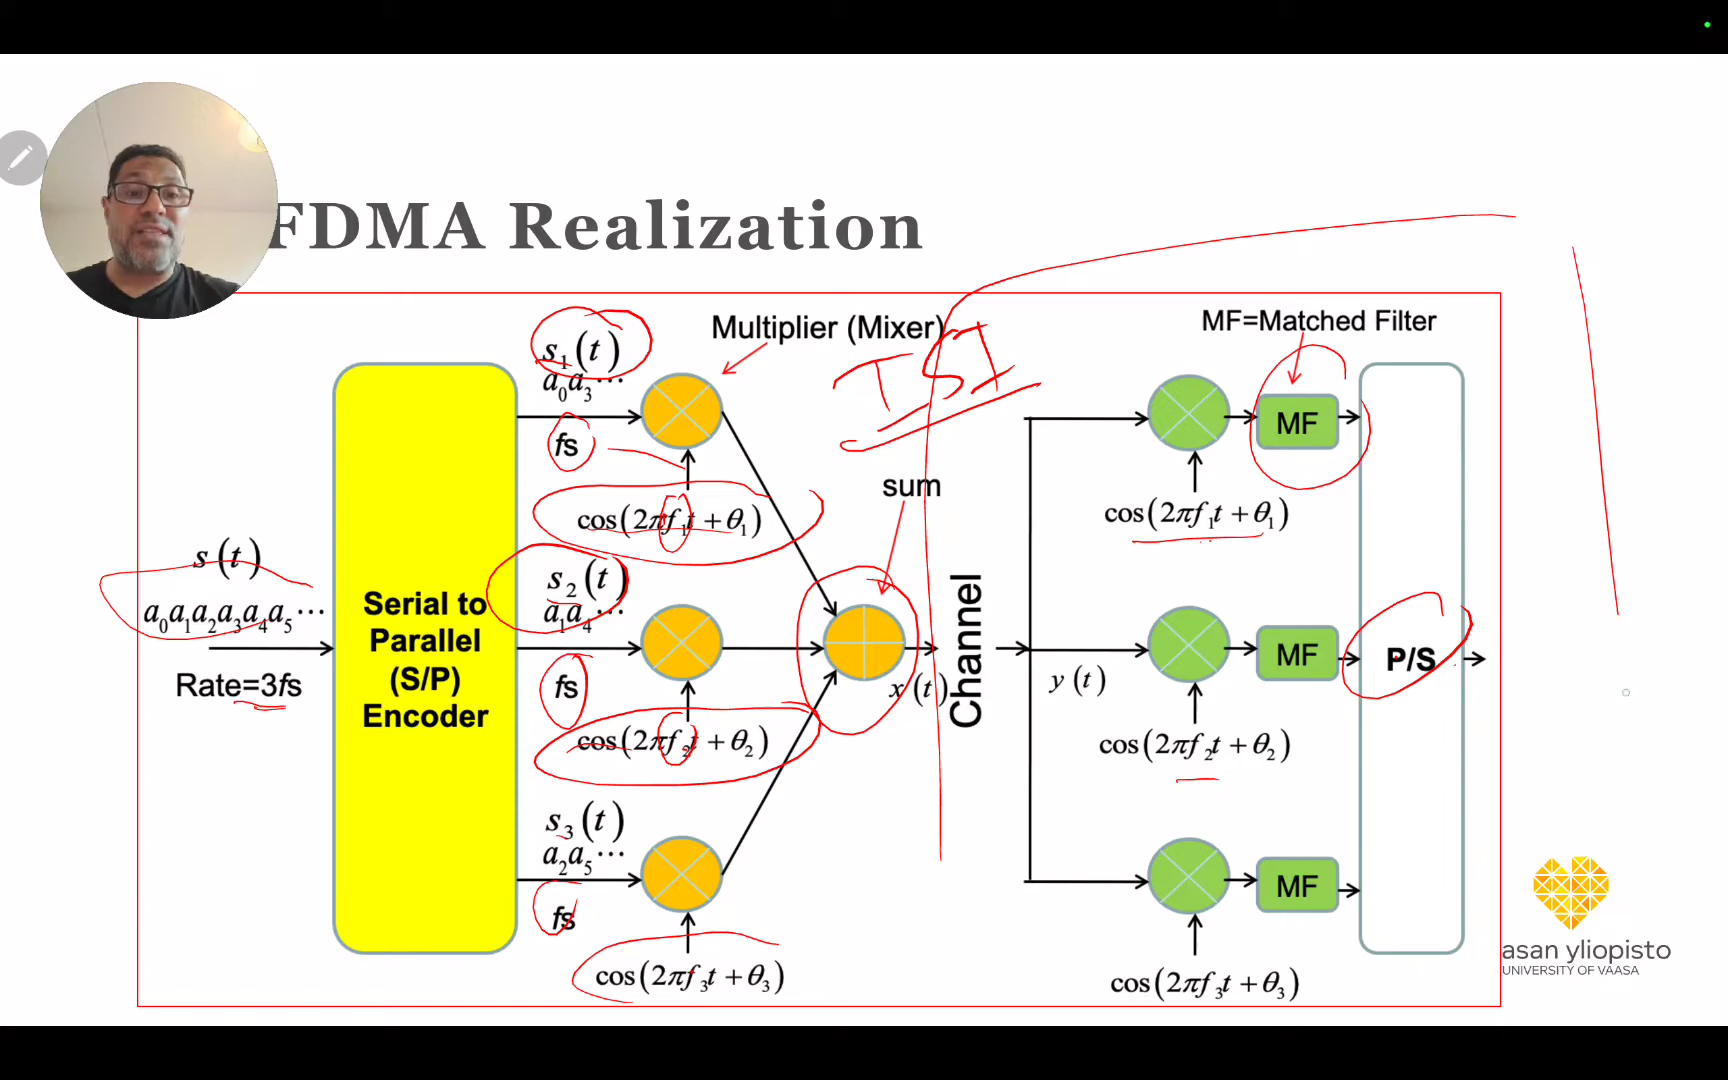 FDMA Realization
s₁(t)
a₀a₃⋯
fs
Multiplier (Mixer)
TSI
MF=Matched Filter
MF
cos(2πf₁t + θ₁)
sum
cos(2πf₁t + θ₁)
s(t)
a₀a₁a₂a₃a₄a₅⋯
Rate=3fs
Serial to
Parallel
(S/P)
Encoder
s₂(t)
a₁a₄⋯
fs
x(t)
Channel
y(t)
MF
P/S
cos(2πf₂t + θ₂)
cos(2πf₂t + θ₂)
s₃(t)
a₂a₅⋯
fs
MF
cos(2πf₃t + θ₃)
cos(2πf₃t + θ₃)
asan yliopisto
UNIVERSITY OF VAASA